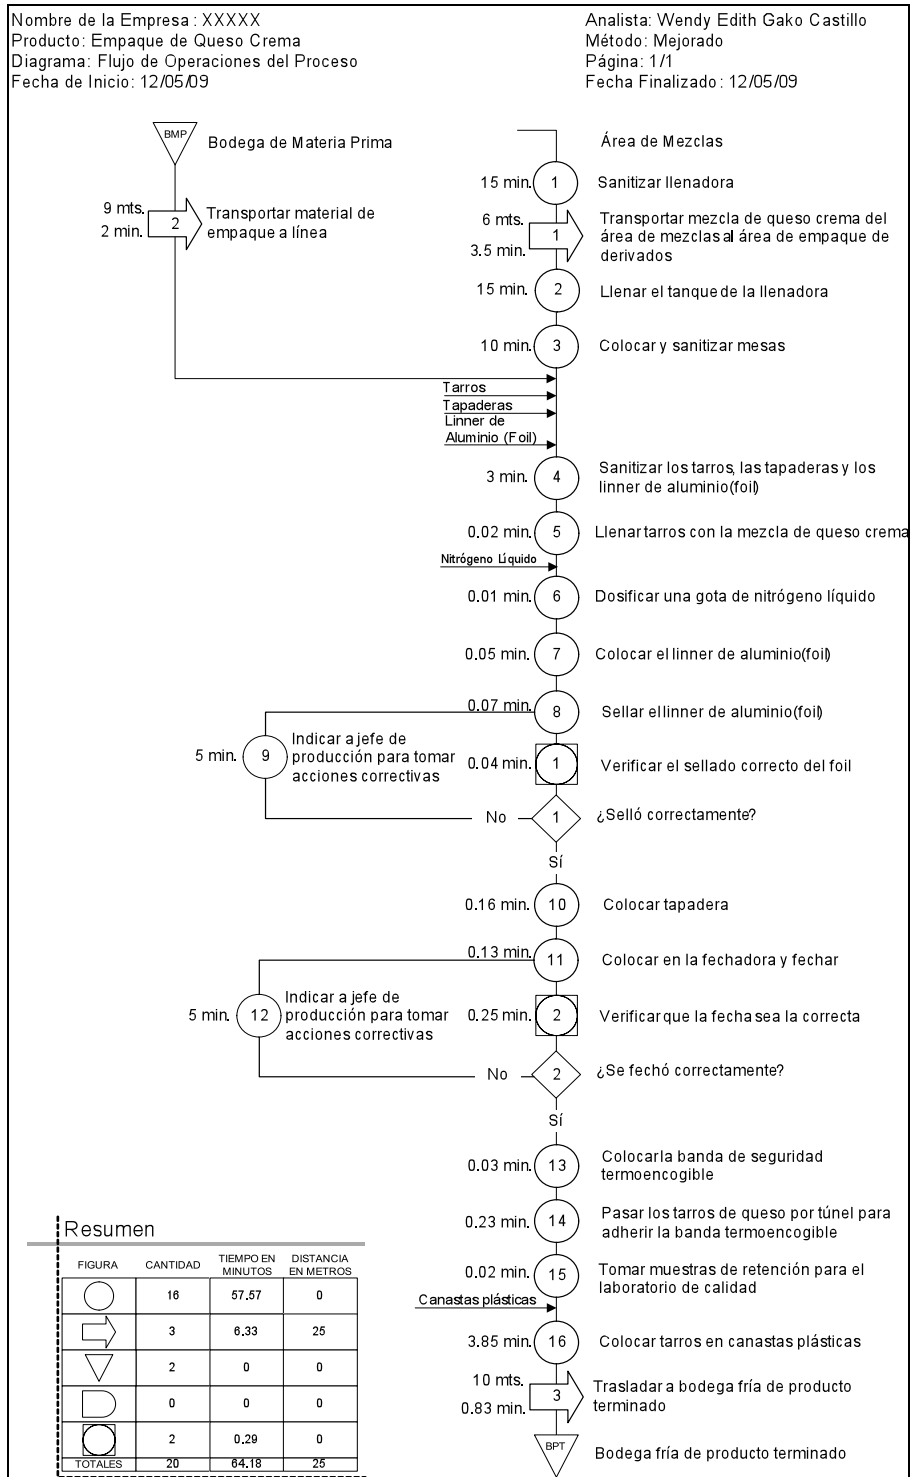 Nombre de la Empresa: XXXXX
Producto: Empaque de Queso Crema
Diagrama: Flujo de Operaciones del Proceso
Fecha de Inicio: 12/05/09
Analista: Wendy Edith Gako Castillo
Método: Mejorado
Página: 1/1
Fecha Finalizado: 12/05/09
BMP
Bodega de Materia Prima
Área de Mezclas
15 min.
1
Sanitizar llenadora
9 mts.
2 min.
2
Transportar material de
empaque a línea
6 mts.
3.5 min.
1
Transportar mezcla de queso crema del
área de mezclas al área de empaque de
derivados
15 min.
2
Llenar el tanque de la llenadora
10 min.
3
Colocar y sanitizar mesas
Tarros
Tapaderas
Linner de
Aluminio (Foil)
3 min.
4
Sanitizar los tarros, las tapaderas y los
linner de aluminio(foil)
0.02 min.
5
Llenar tarros con la mezcla de queso crema
Nitrógeno Líquido
0.01 min.
6
Dosificar una gota de nitrógeno líquido
0.05 min.
7
Colocar el linner de aluminio(foil)
0.07 min.
8
Sellar el linner de aluminio(foil)
5 min.
9
Indicar a jefe de
producción para tomar
acciones correctivas
0.04 min.
1
Verificar el sellado correcto del foil
No
1
¿Selló correctamente?
Sí
0.16 min.
10
Colocar tapadera
0.13 min.
11
Colocar en la fechadora y fechar
5 min.
12
Indicar a jefe de
producción para tomar
acciones correctivas
0.25 min.
2
Verificar que la fecha sea la correcta
No
2
¿Se fechó correctamente?
Sí
0.03 min.
13
Colocar la banda de seguridad
termoencogible
0.23 min.
14
Pasar los tarros de queso por túnel para
adherir la banda termoencogible
0.02 min.
15
Tomar muestras de retención para el
laboratorio de calidad
Canastas plásticas
3.85 min.
16
Colocar tarros en canastas plásticas
10 mts.
0.83 min.
3
Trasladar a bodega fría de producto
terminado
BPT
Bodega fría de producto terminado
Resumen
FIGURA CANTIDAD TIEMPO EN MINUTOS DISTANCIA EN METROS
16 57.57 0
3 6.33 25
2 0 0
0 0 0
2 0.29 0
TOTALES 20 64.18 25